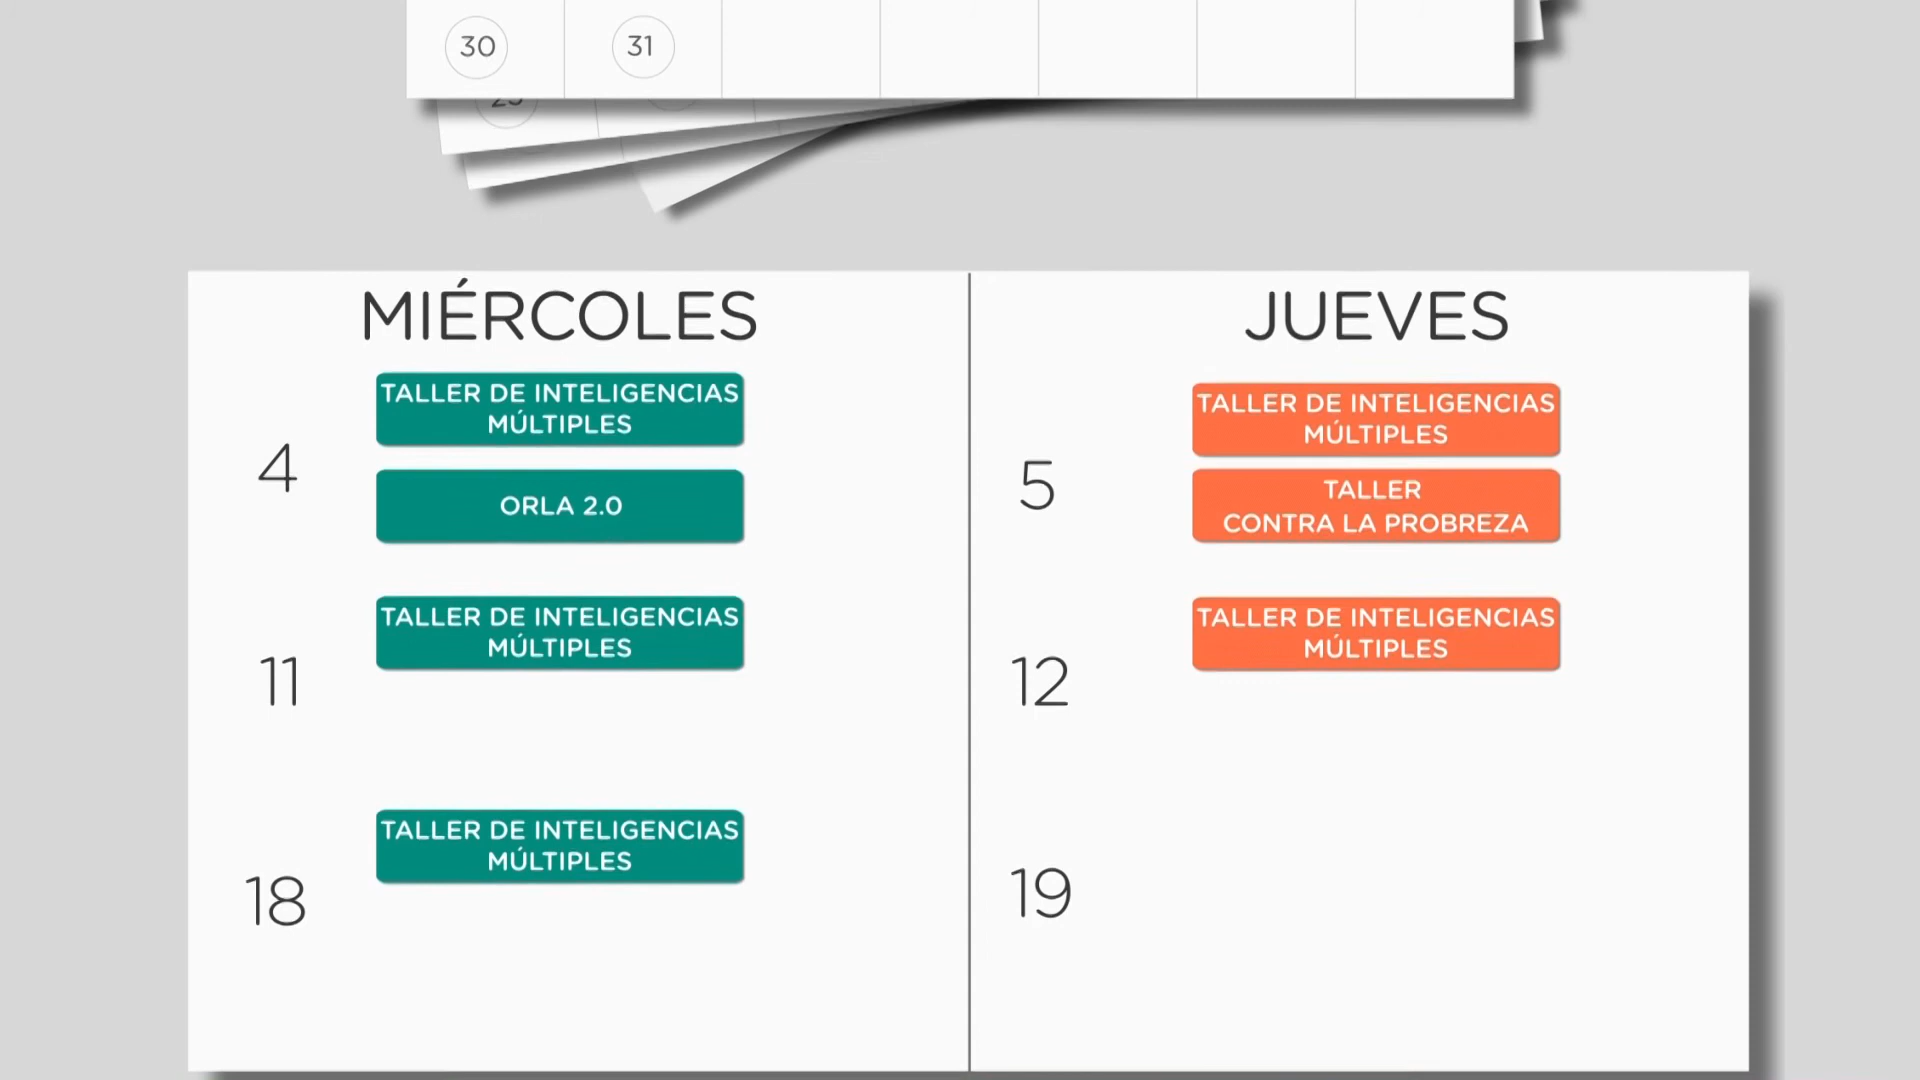 30
31
25
MIÉRCOLES
4
TALLER DE INTELIGENCIAS
MÚLTIPLES
ORLA 2.0
11
TALLER DE INTELIGENCIAS
MÚLTIPLES
18
TALLER DE INTELIGENCIAS
MÚLTIPLES
JUEVES
5
TALLER DE INTELIGENCIAS
MÚLTIPLES
TALLER
CONTRA LA PROBREZA
12
TALLER DE INTELIGENCIAS
MÚLTIPLES
19